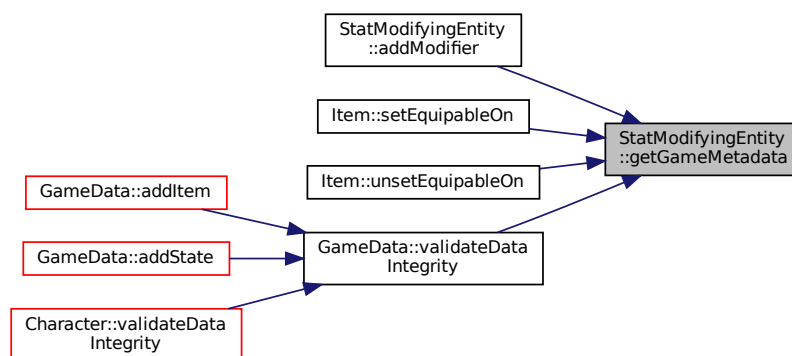 StatModifyingEntity
::addModifier
Item::setEquipableOn
StatModifyingEntity
::getGameMetadata
Item::unsetEquipableOn
GameData::addItem
GameData::validateData
Integrity
GameData::addState
Character::validateData
Integrity